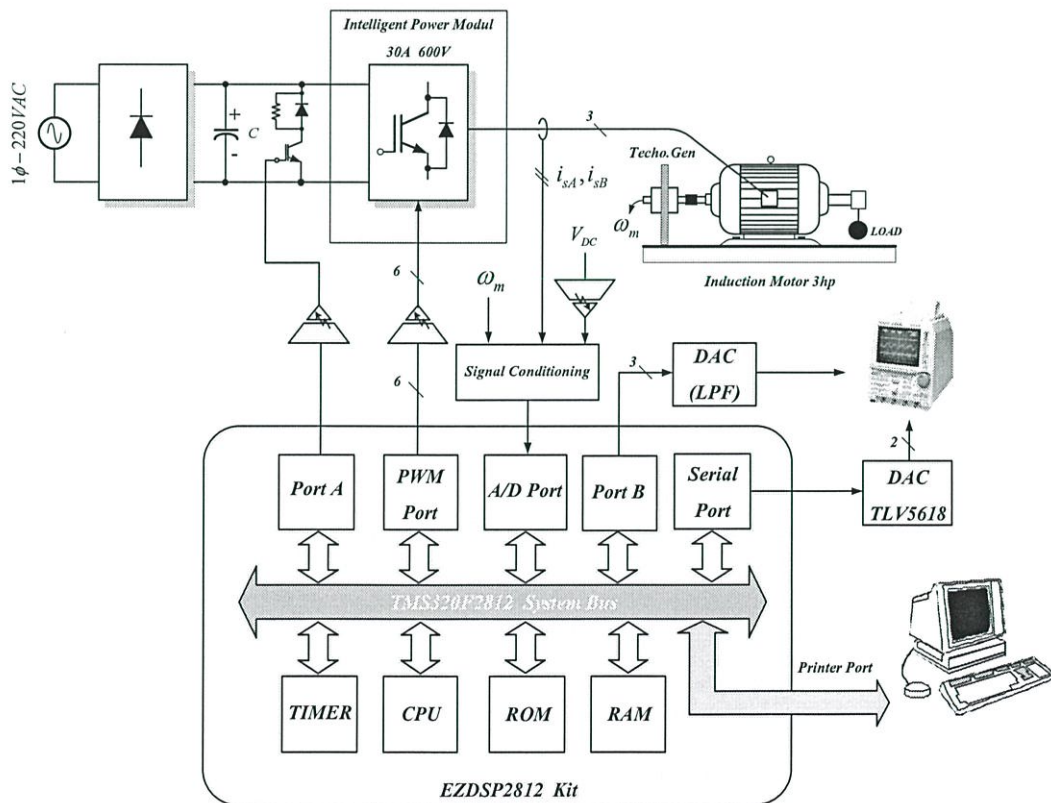 Intelligent Power Modul
30A 600V
1ϕ-220VAC
+
C
-
3
Techo.Gen
i_sA, i_sB
ω_m
LOAD
V_DC
Induction Motor 3hp
6
ω_m
Signal Conditioning
3
DAC
(LPF)
6
2
Port A
PWM
Port
A/D Port
Port B
Serial
Port
DAC
TLV5618
TMS320F2812 System Bus
Printer Port
TIMER
CPU
ROM
RAM
EZDSP2812 Kit